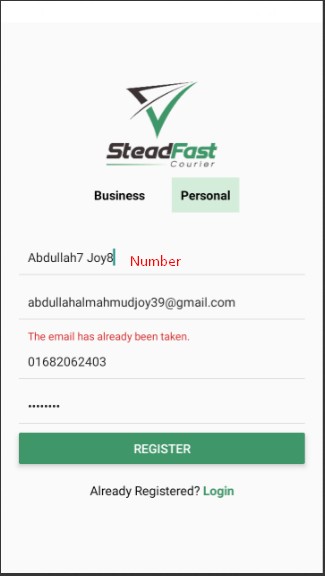 SteadFast
Courier
Business Personal
Abdullah7 Joy8 Number
abdullahalmahmudjoy39@gmail.com
The email has already been taken.
01682062403
••••••••
REGISTER
Already Registered? Login